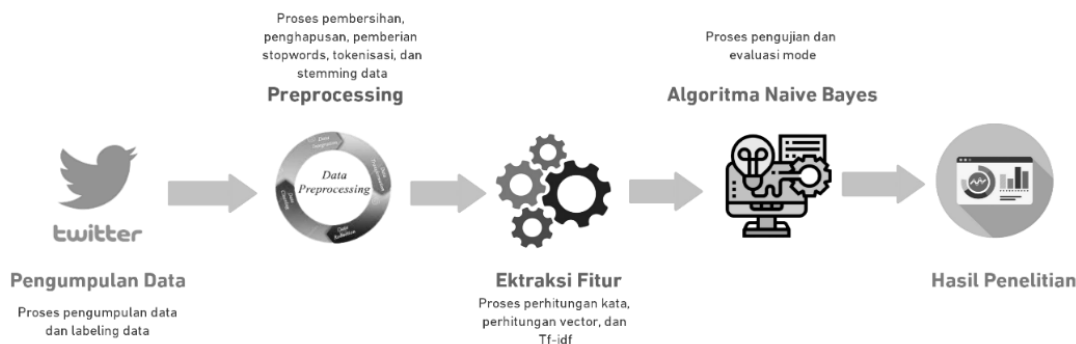 Proses pembersihan,
penghapusan, pemberian
stopwords, tokenisasi, dan
stemming data
Preprocessing
Proses pengujian dan
evaluasi mode
Algoritma Naive Bayes
twitter
Data
Preprocessing
Pengumpulan Data
Proses pengumpulan data
dan labeling data
Ektraksi Fitur
Proses perhitungan kata,
perhitungan vector, dan
Tf-idf
Hasil Penelitian